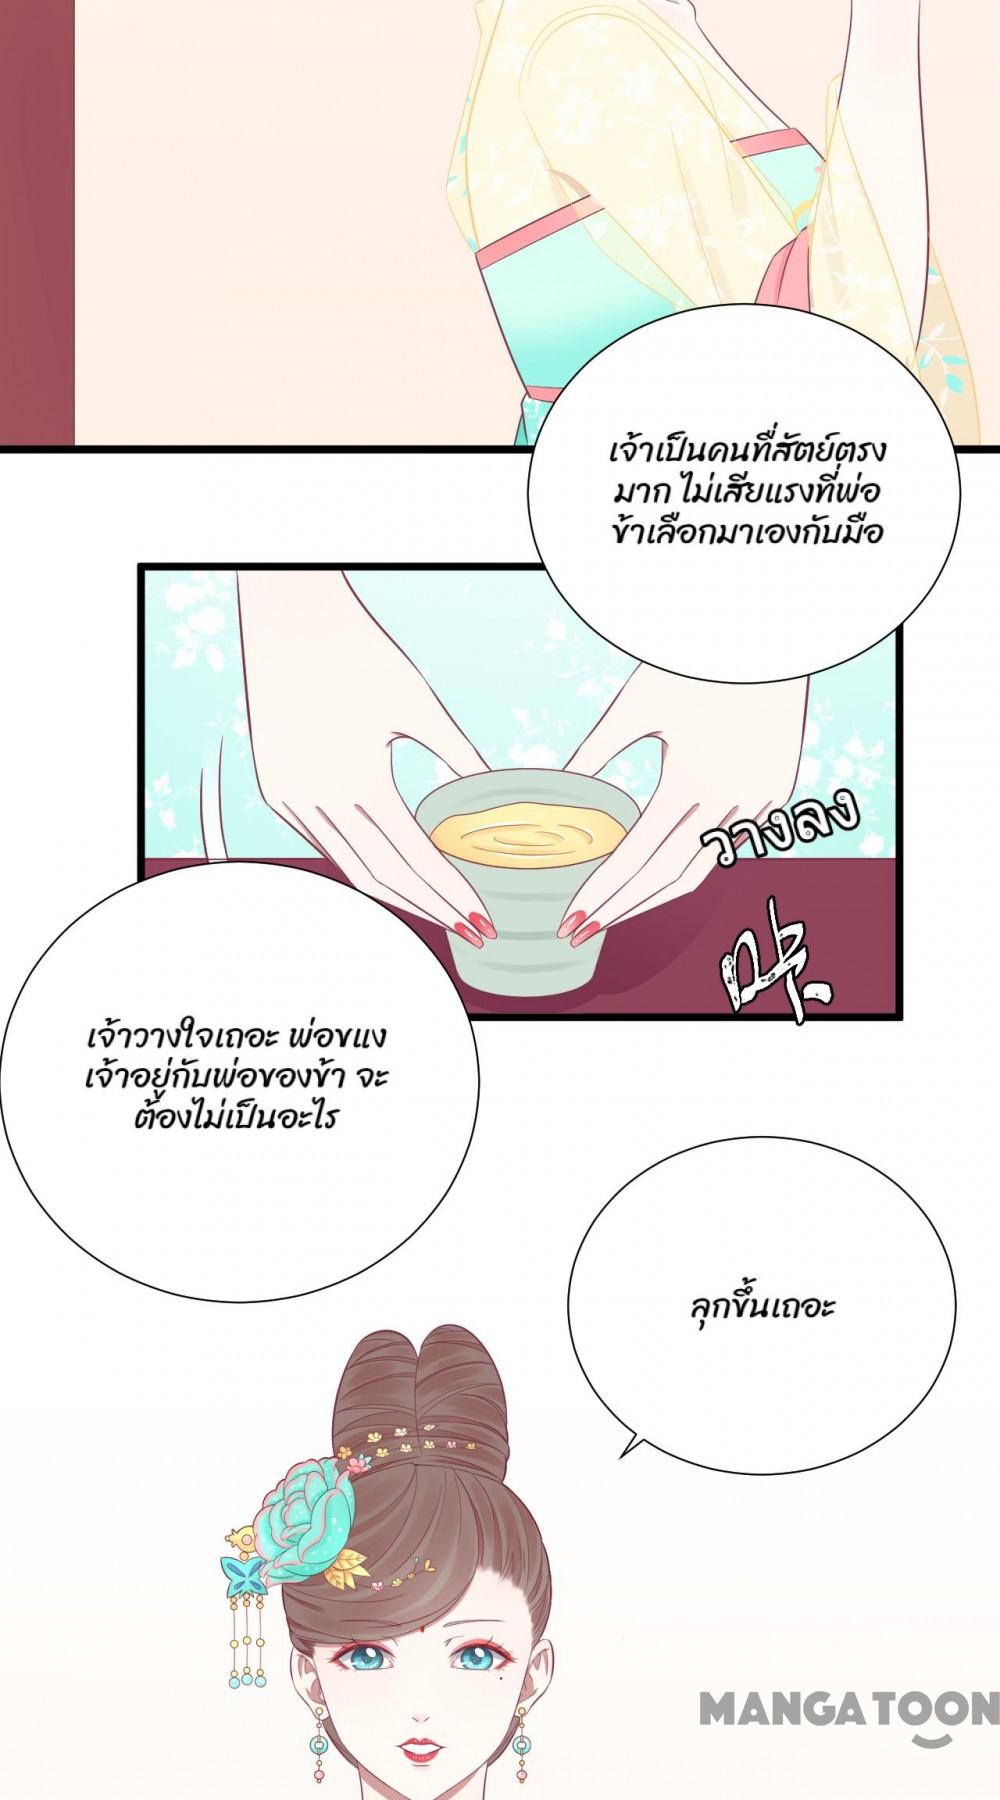 เจ้าเป็นคนที่สัตย์ตรง
มาก ไม่เสียแรงที่พ่อ
ข้าเลือกมาเองกับมือ
วางลง
咔
เจ้าวางใจเถอะ พ่อขแง
เจ้าอยู่กับพ่อของข้า จะ
ต้องไม่เป็นอะไร
ลุกขึ้นเถอะ
MANGATOON